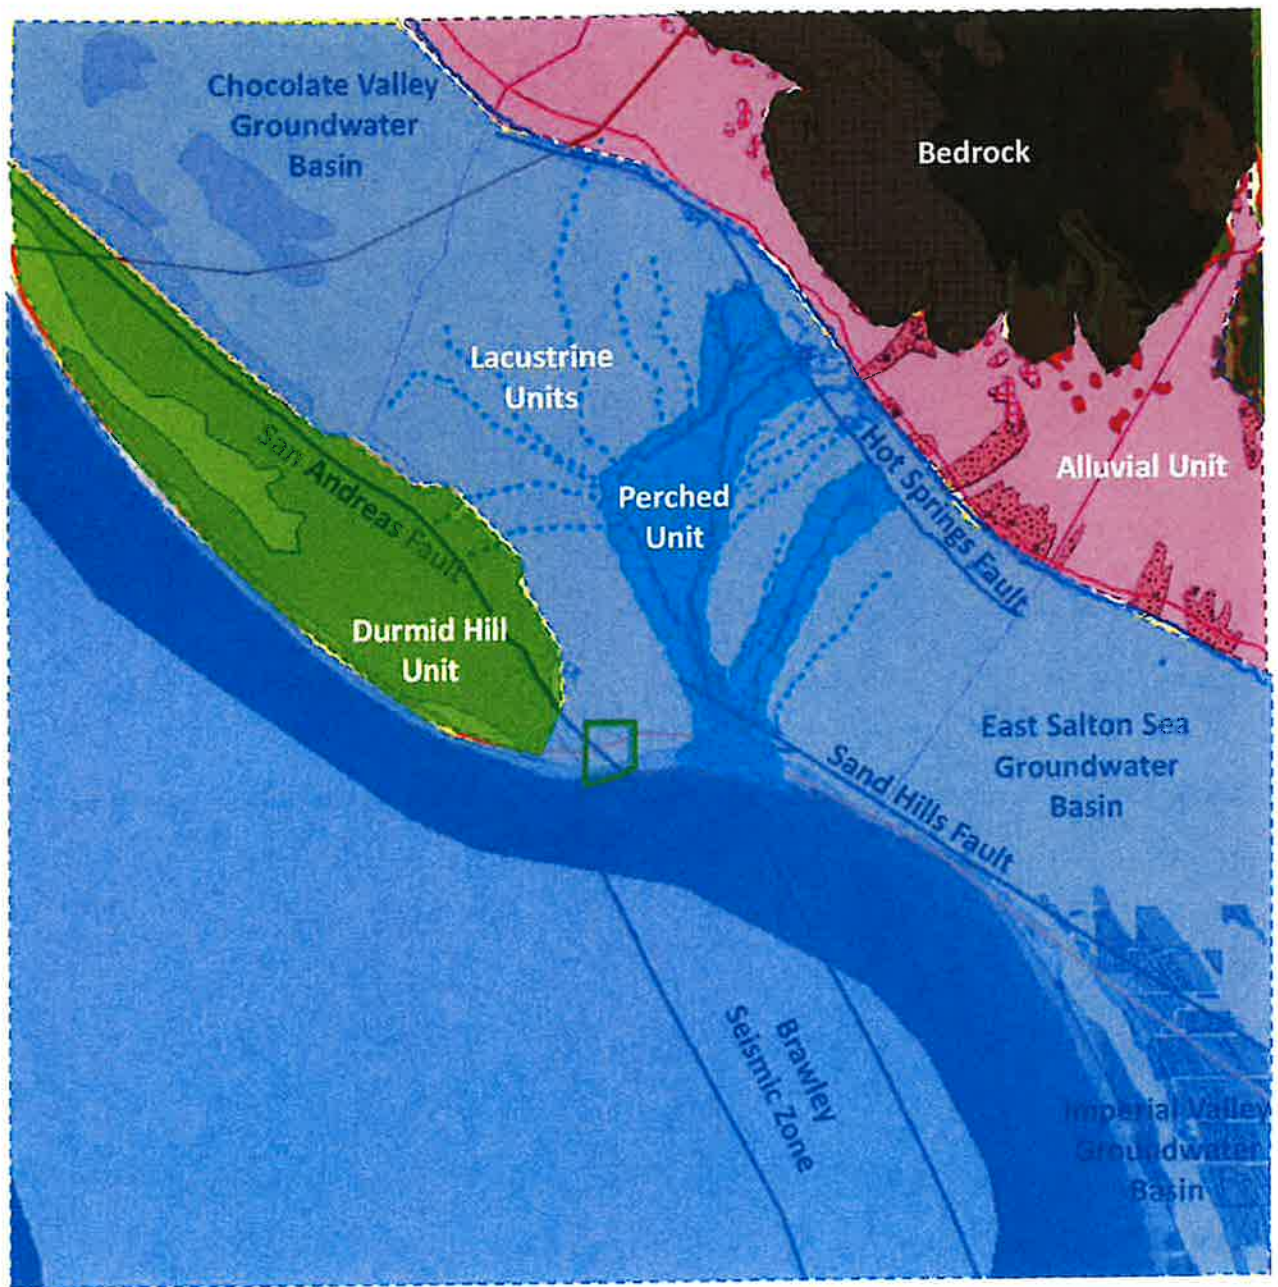 Chocolate Valley
Groundwater
Basin
Bedrock
Lacustrine
Units
San Andreas Fault
Hot Springs Fault
Alluvial Unit
Perched
Unit
Durmid Hill
Unit
East Salton Sea
Groundwater
Basin
Sand Hills Fault
Brawley
Seismic Zone
Imperial Valley
Groundwater
Basin